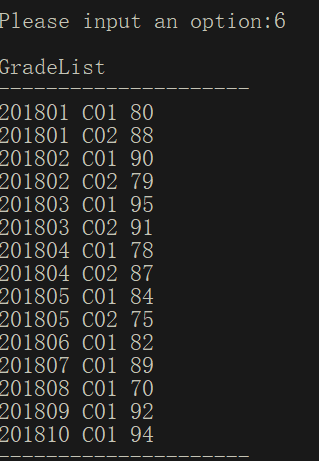 Please input an option:6
GradeList
---------------------
201801 C01 80
201801 C02 88
201802 C01 90
201802 C02 79
201803 C01 95
201803 C02 91
201804 C01 78
201804 C02 87
201805 C01 84
201805 C02 75
201806 C01 82
201807 C01 89
201808 C01 70
201809 C01 92
201810 C01 94
---------------------